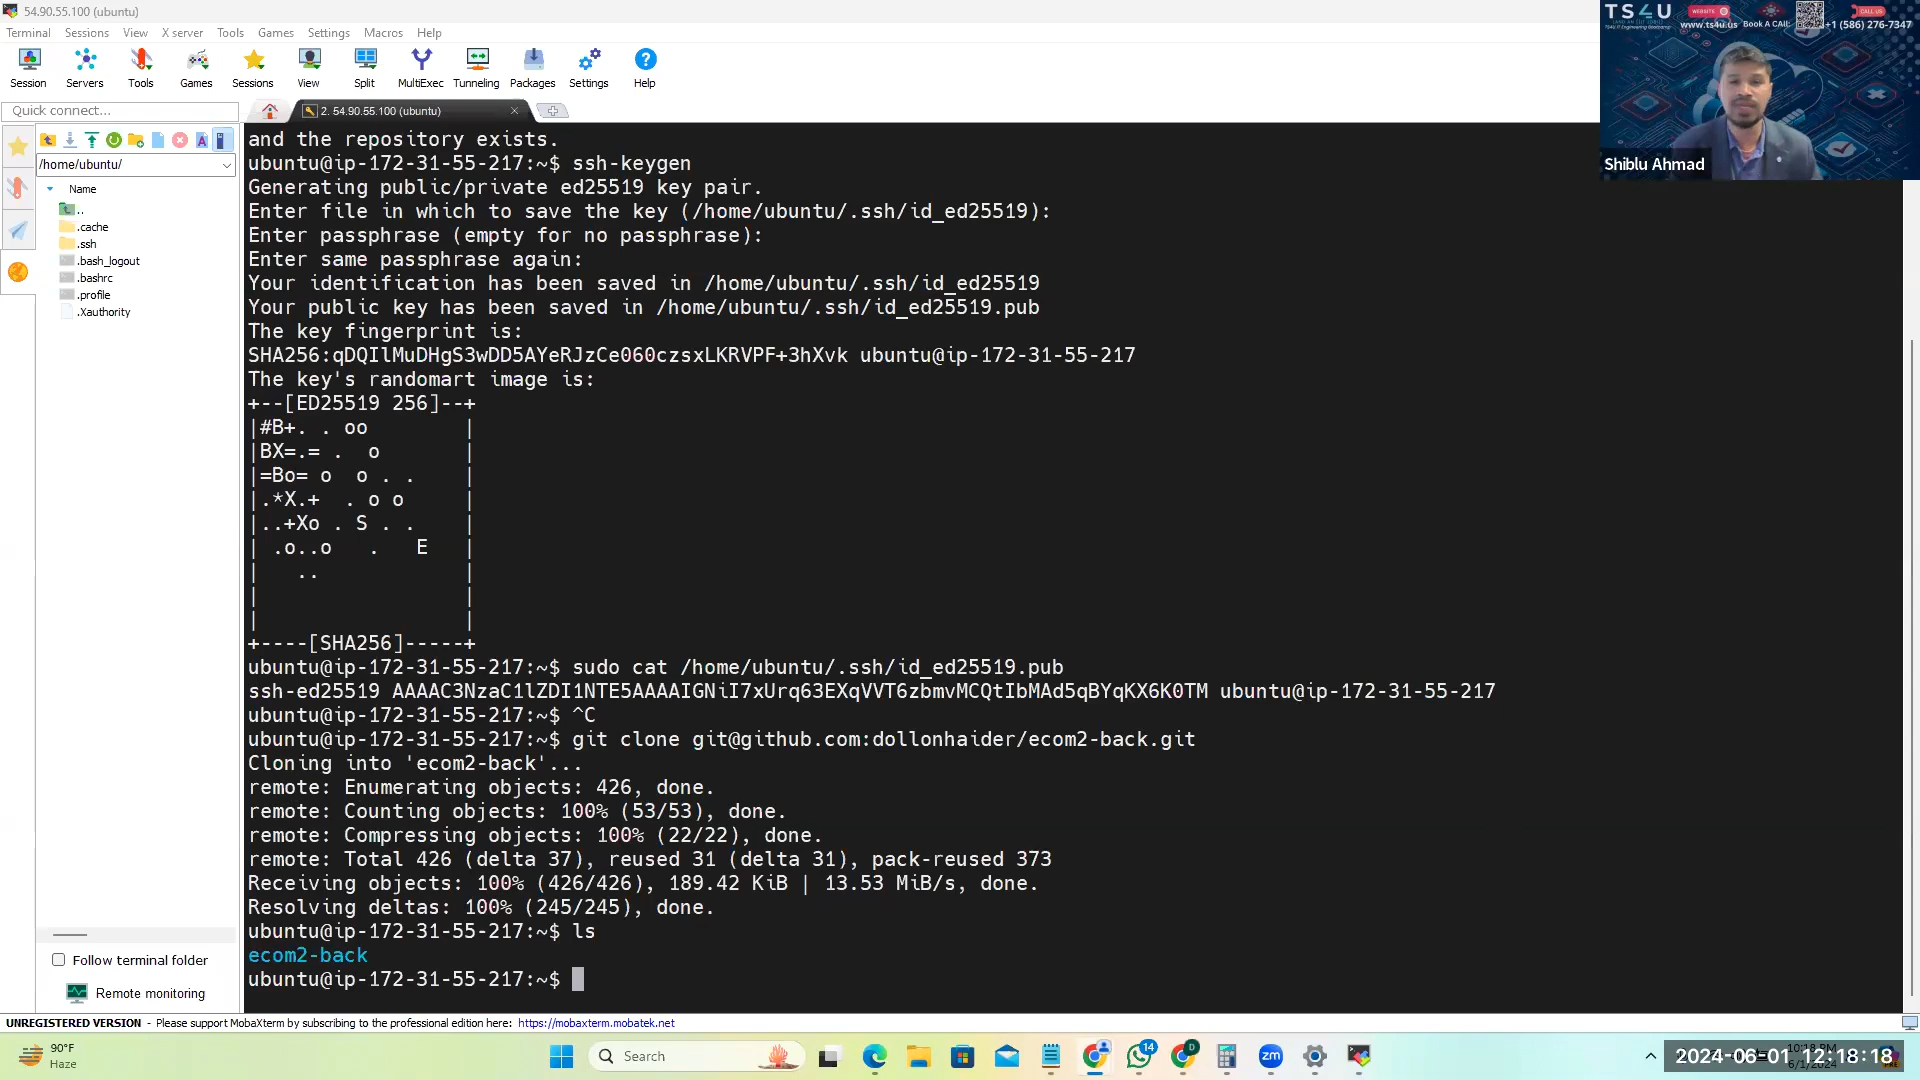 54.90.55.100 (ubuntu)
Terminal Sessions View X server Tools Games Settings Macros Help
Session Servers Tools Games Sessions View Split MultiExec Tunneling Packages Settings Help
Quick connect...
2. 54.90.55.100 (ubuntu)
/home/ubuntu/
Name
..
.cache
.ssh
.bash_logout
.bashrc
.profile
.Xauthority
Follow terminal folder
Remote monitoring
and the repository exists.
ubuntu@ip-172-31-55-217:~$ ssh-keygen
Generating public/private ed25519 key pair.
Enter file in which to save the key (/home/ubuntu/.ssh/id_ed25519):
Enter passphrase (empty for no passphrase):
Enter same passphrase again:
Your identification has been saved in /home/ubuntu/.ssh/id_ed25519
Your public key has been saved in /home/ubuntu/.ssh/id_ed25519.pub
The key fingerprint is:
SHA256:qDQIlMuDHgS3wDD5AYeRJzCe060czsxLKRVPF+3hXvk ubuntu@ip-172-31-55-217
The key's randomart image is:
+--[ED25519 256]--+
|#B+. . oo        |
|BX=.= .  o       |
|=Bo= o  o . .    |
|.*X.+  . o o     |
|..+Xo . S . .    |
| .o..o   .   E   |
|   ..            |
|                 |
|                 |
+----[SHA256]-----+
ubuntu@ip-172-31-55-217:~$ sudo cat /home/ubuntu/.ssh/id_ed25519.pub
ssh-ed25519 AAAAC3NzaC1lZDI1NTE5AAAAIGNiI7xUrq63EXqVVT6zbmvMCQtIbMAd5qBYqKX6K0TM ubuntu@ip-172-31-55-217
ubuntu@ip-172-31-55-217:~$ ^C
ubuntu@ip-172-31-55-217:~$ git clone git@github.com:dollonhaider/ecom2-back.git
Cloning into 'ecom2-back'...
remote: Enumerating objects: 426, done.
remote: Counting objects: 100% (53/53), done.
remote: Compressing objects: 100% (22/22), done.
remote: Total 426 (delta 37), reused 31 (delta 31), pack-reused 373
Receiving objects: 100% (426/426), 189.42 KiB | 13.53 MiB/s, done.
Resolving deltas: 100% (245/245), done.
ubuntu@ip-172-31-55-217:~$ ls
ecom2-back
ubuntu@ip-172-31-55-217:~$
TS4U
WEBSITE
www.ts4u.us
Book A CALL
CALL US
+1 (586) 276-7347
Shiblu Ahmad
UNREGISTERED VERSION - Please support MobaXterm by subscribing to the professional edition here: https://mobaxterm.mobatek.net
90°F
Haze
Search
14
D
zm
2024-06-01 12:18:18